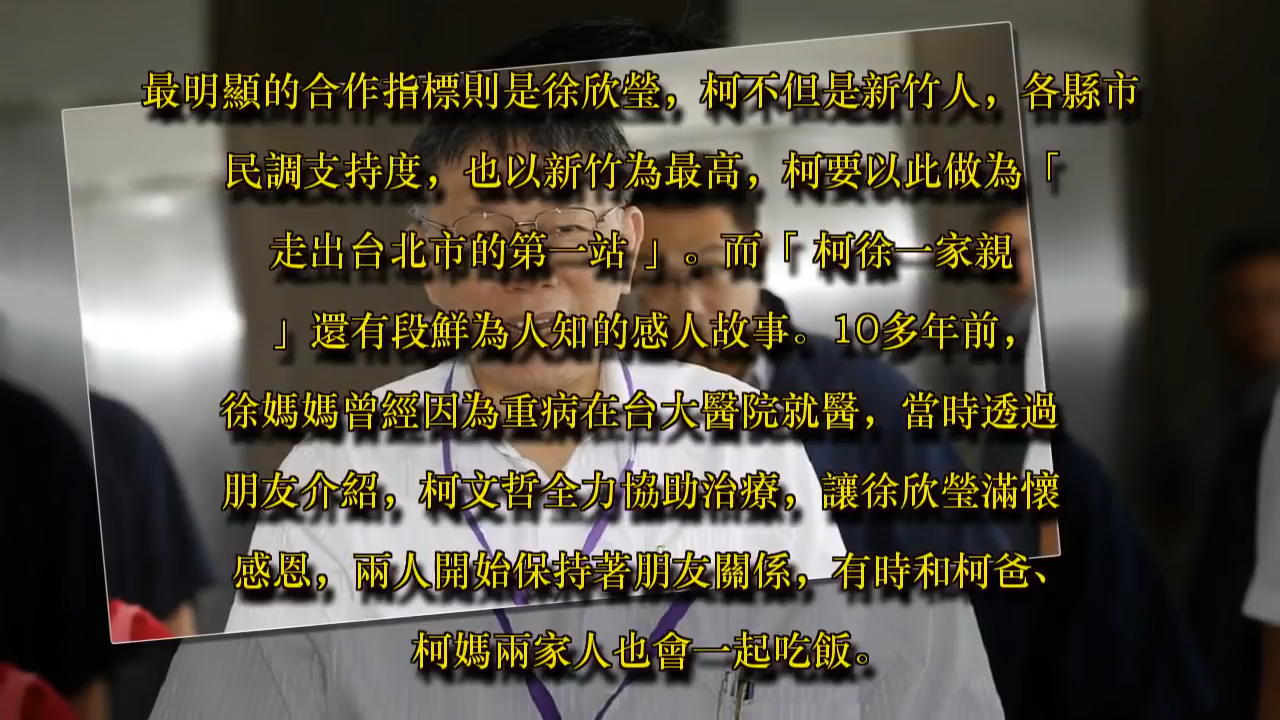 最明顯的合作指標則是徐欣瑩，柯不但是新竹人，各縣市
民調支持度，也以新竹為最高，柯要以此做為「
走出台北市的第一站 」。而「 柯徐一家親
」還有段鮮為人知的感人故事。10多年前，
徐媽媽曾經因為重病在台大醫院就醫，當時透過
朋友介紹，柯文哲全力協助治療，讓徐欣瑩滿懷
感恩，兩人開始保持著朋友關係，有時和柯爸、
柯媽兩家人也會一起吃飯。